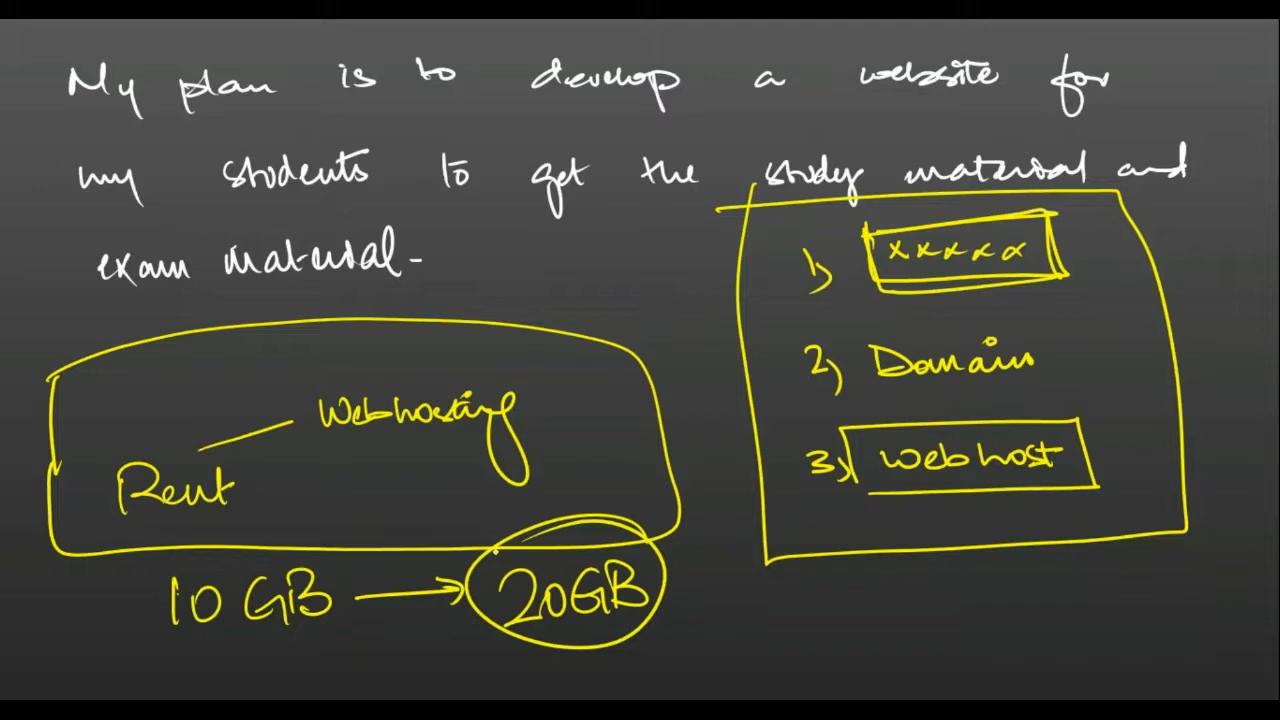 My plan is to develop a website for
my students to get the study material and
exam material -
1) xxxxx
2) Domain
3) Webhost
Webhosting
Rent
10 GB → 20GB